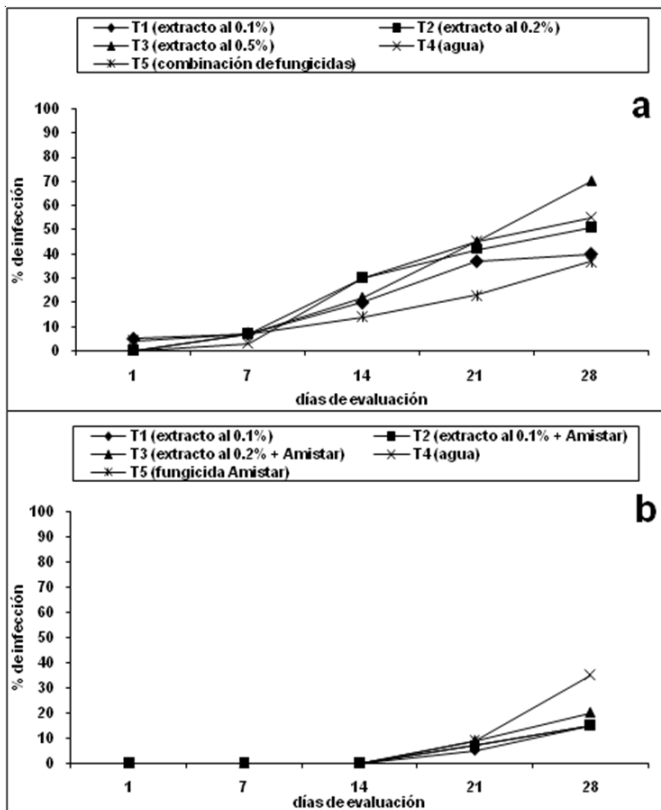 T1 (extracto al 0.1%) T2 (extracto al 0.2%)
T3 (extracto al 0.5%) T4 (agua)
T5 (combinación de fungicidas)
a
100
90
80
70
60
50
40
30
20
10
0
% de infección
1 7 14 21 28
días de evaluación
T1 (extracto al 0.1%) T2 (extracto al 0.1% + Amistar)
T3 (extracto al 0.2% + Amistar) T4 (agua)
T5 (fungicida Amistar)
b
100
90
80
70
60
50
40
30
20
10
0
% de infección
1 7 14 21 28
días de evaluación